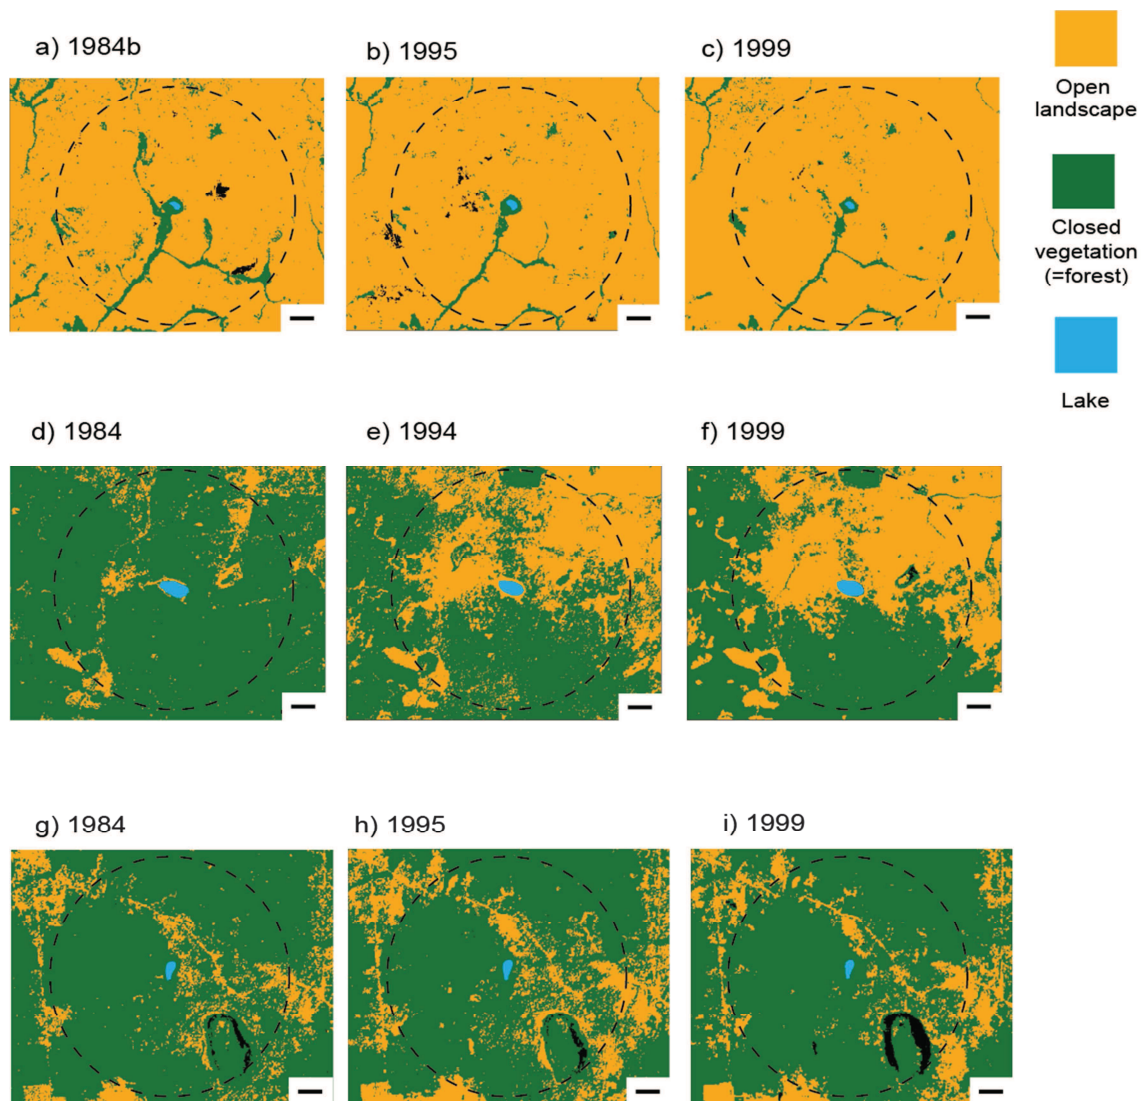 a) 1984b
b) 1995
c) 1999
Open
landscape
Closed
vegetation
(=forest)
Lake
d) 1984
e) 1994
f) 1999
g) 1984
h) 1995
i) 1999